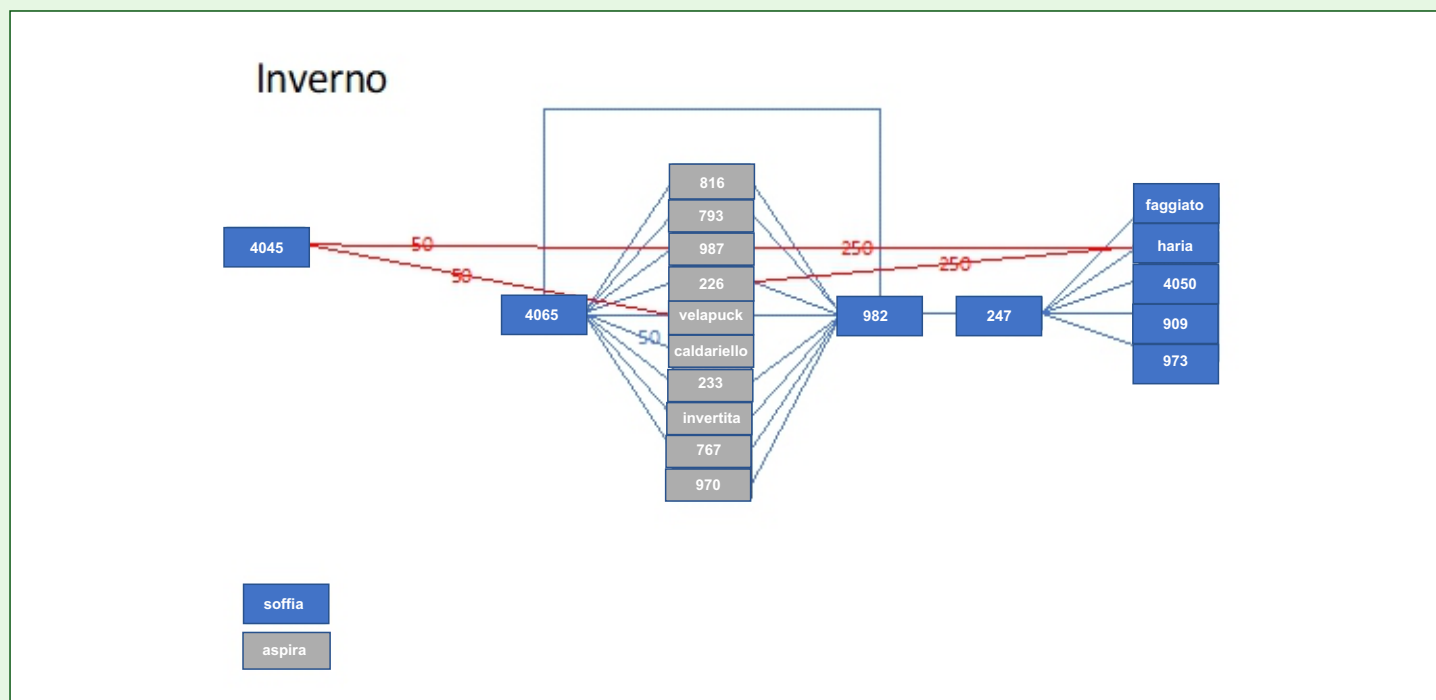 Inverno
816
793
987
226
velapuck
caldariello
233
invertita
767
970
4045
4065
982
247
faggiato
haria
4050
909
973
50
50
50
250
250
soffia
aspira